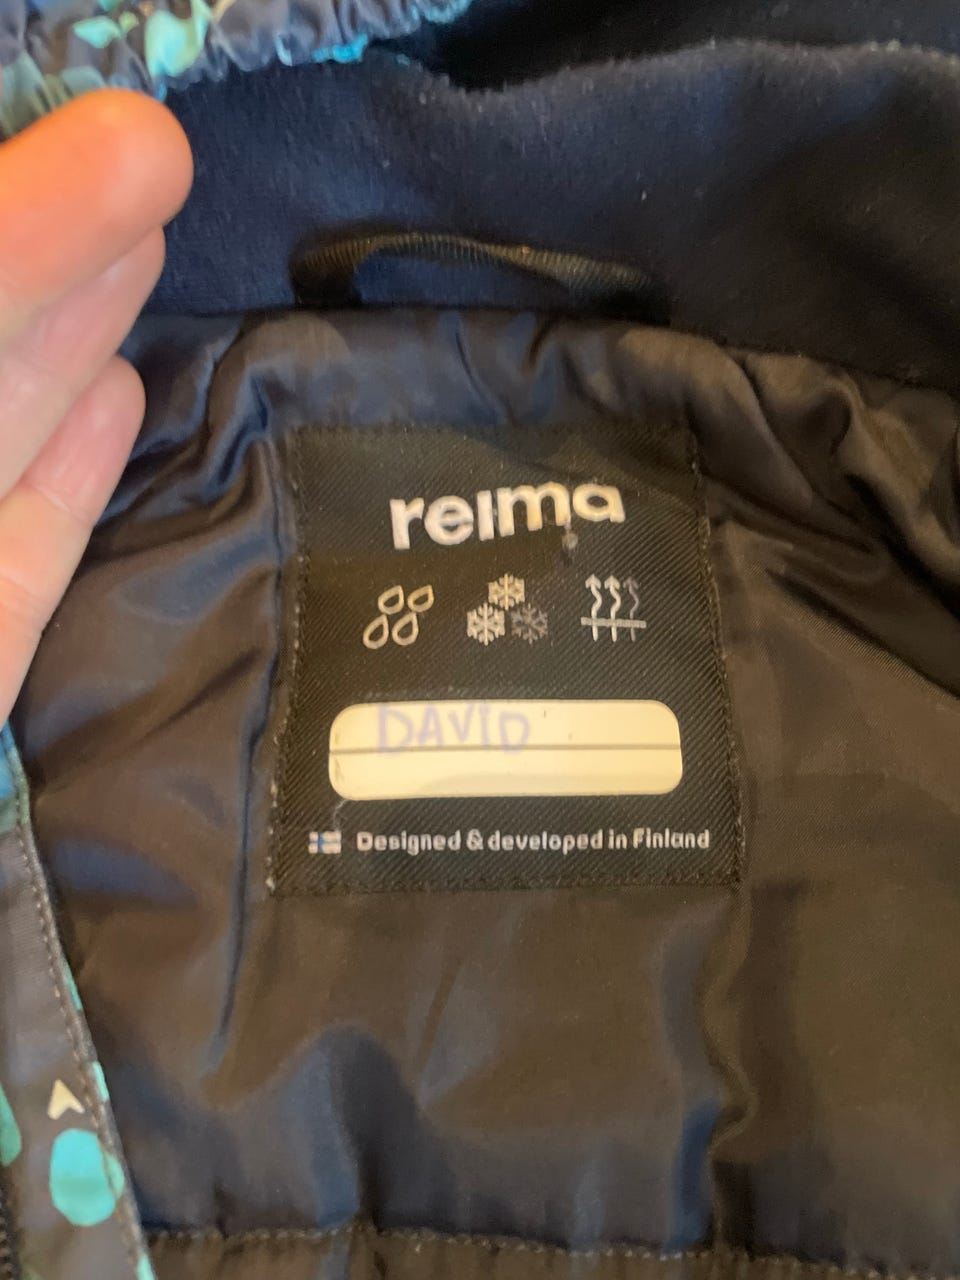 reima
DAVID
Designed & developed in Finland